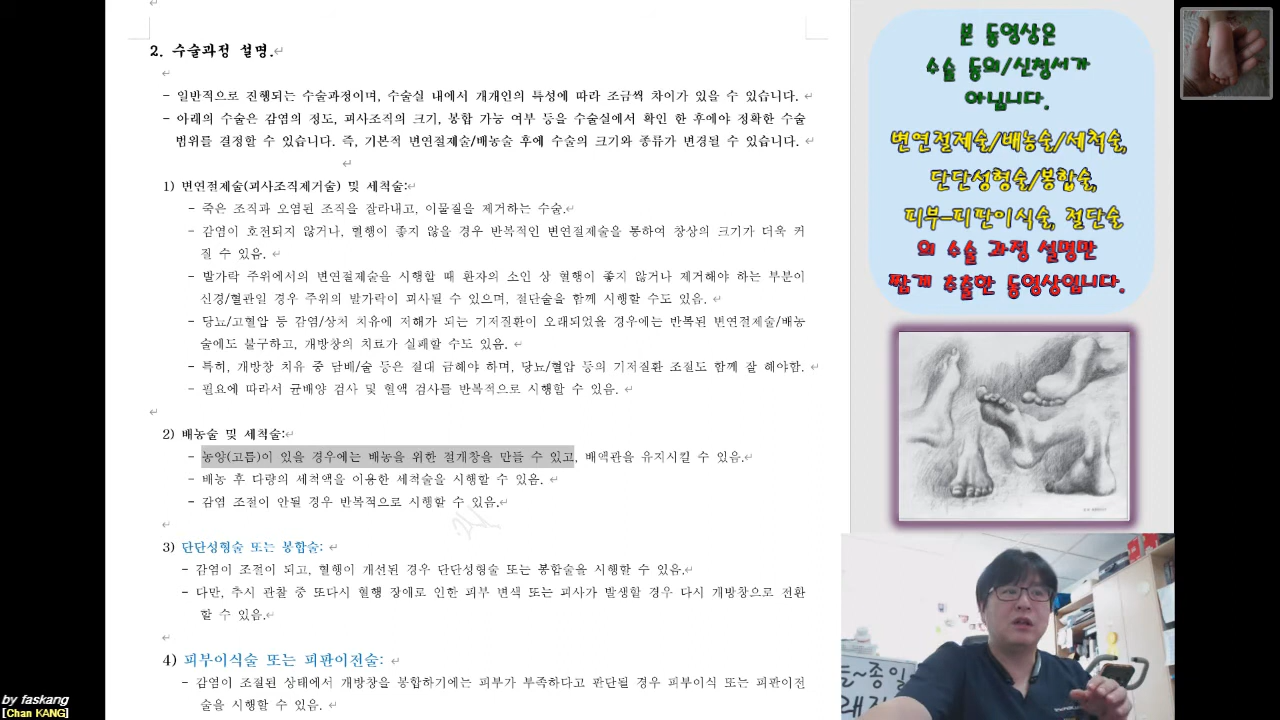 2. 수술과정 설명.
- 일반적으로 진행되는 수술과정이며, 수술실 내에서 개개인의 특성에 따라 조금씩 차이가 있을 수 있습니다.
- 아래의 수술은 감염의 정도, 괴사조직의 크기, 봉합 가능 여부 등을 수술실에서 확인 한 후에야 정확한 수술
범위를 결정할 수 있습니다. 즉, 기본적 변연절제술/배농술 후에 수술의 크기와 종류가 변경될 수 있습니다.
1) 변연절제술(괴사조직제거술) 및 세척술:
- 죽은 조직과 오염된 조직을 잘라내고, 이물질을 제거하는 수술.
- 감염이 호전되지 않거나, 혈행이 좋지 않을 경우 반복적인 변연절제술을 통하여 창상의 크기가 더욱 커
질 수 있음.
- 발가락 주위에서의 변연절제술을 시행할 때 환자의 소인 상 혈행이 좋지 않거나 제거해야 하는 부분이
신경/혈관일 경우 주위의 발가락이 괴사될 수 있으며, 절단술을 함께 시행할 수도 있음.
- 당뇨/고혈압 등 감염/상처 치유에 저해가 되는 기저질환이 오래되었을 경우에는 반복된 변연절제술/배농
술에도 불구하고, 개방창의 치료가 실패할 수도 있음.
- 특히, 개방창 치유 중 담배/술 등은 절대 금해야 하며, 당뇨/혈압 등의 기저질환 조절도 함께 잘 해야함.
- 필요에 따라서 균배양 검사 및 혈액 검사를 반복적으로 시행할 수 있음.
2) 배농술 및 세척술:
- 농양(고름)이 있을 경우에는 배농을 위한 절개창을 만들 수 있고, 배액관을 유지시킬 수 있음.
- 배농 후 다량의 세척액을 이용한 세척술을 시행할 수 있음.
- 감염 조절이 안될 경우 반복적으로 시행할 수 있음.
3) 단단성형술 또는 봉합술:
- 감염이 조절이 되고, 혈행이 개선된 경우 단단성형술 또는 봉합술을 시행할 수 있음.
- 다만, 추시 관찰 중 또다시 혈행 장애로 인한 피부 변색 또는 괴사가 발생할 경우 다시 개방창으로 전환
할 수 있음.
4) 피부이식술 또는 피판이전술:
- 감염이 조절된 상태에서 개방창을 봉합하기에는 피부가 부족하다고 판단될 경우 피부이식 또는 피판이전
술을 시행할 수 있음.
본 동영상은
수술 동의/신청서가
아닙니다.
변연절제술/배농술/세척술,
단단성형술/봉합술,
피부-피판이식술, 절단술
의 수술 과정 설명만
짧게 추출한 동영상입니다.
by faskang
[Chan KANG]